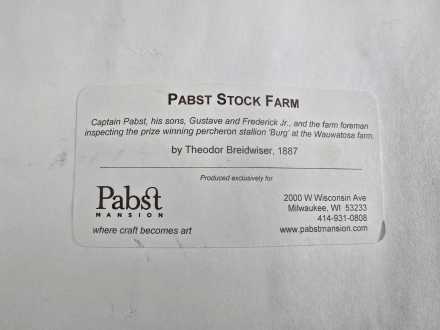 PABST STOCK FARM
Captain Pabst, his sons, Gustave and Frederick Jr., and the farm foreman
inspecting the prize winning percheron stallion 'Burg' at the Wauwatosa farm.
by Theodor Breidwiser, 1887
Produced exclusively for
Pabst
MANSION
where craft becomes art
2000 W Wisconsin Ave
Milwaukee, WI 53233
414-931-0808
www.pabstmansion.com